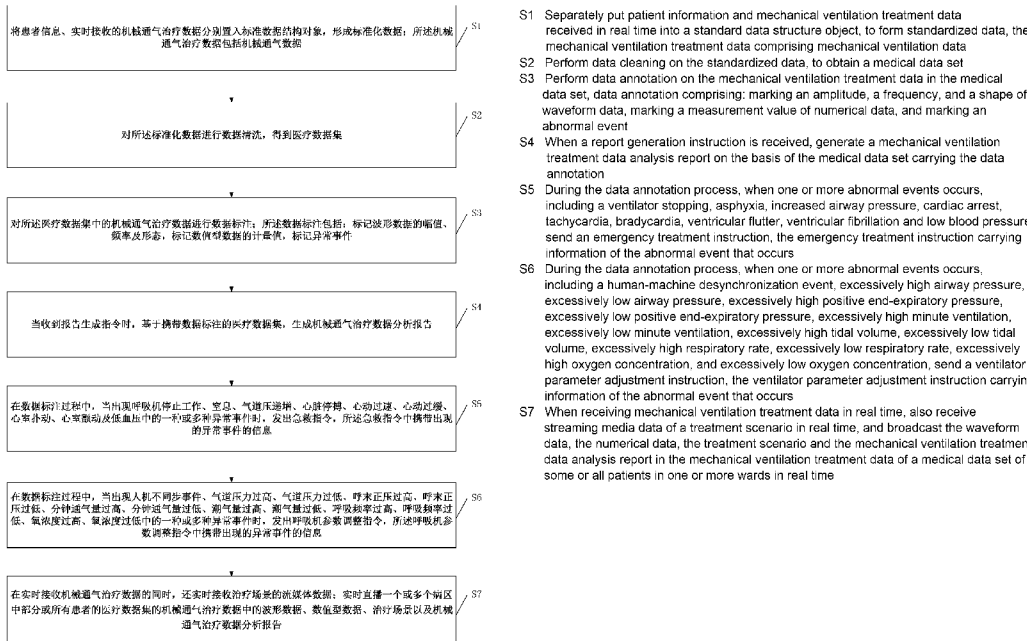 将患者信息、实时接收的机械通气治疗数据分别置入标准数据结构对象，形成标准化数据；所述机械
通气治疗数据包括机械通气数据
S1
对所述标准化数据进行数据清洗，得到医疗数据集
S2
对所述医疗数据集中的机械通气治疗数据进行数据标注；所述数据标注包括：标记波形数据的幅值、
频率及形态，标记数值型数据的计量值，标记异常事件
S3
当收到报告生成指令时，基于携带数据标注的医疗数据集，生成机械通气治疗数据分析报告
S4
在数据标注过程中，当出现呼吸机停止工作、窒息、气道压递增、心脏停搏、心动过速、心动过缓、
心室扑动、心室颤动及低血压中的一种或多种异常事件时，发出急救指令，所述急救指令中携带出现
的异常事件的信息
S5
在数据标注过程中，当出现人机不同步事件、气道压力过高、气道压力过低、呼末正压过高、呼末正
压过低、分钟通气量过高、分钟通气量过低、潮气量过高、潮气量过低、呼吸频率过高、呼吸频率过
低、氧浓度过高、氧浓度过低中的一种或多种异常事件时，发出呼吸机参数调整指令，所述呼吸机参
数调整指令中携带出现的异常事件的信息
S6
在实时接收机械通气治疗数据的同时，还实时接收治疗场景的流媒体数据；实时直播一个或多个病区
中部分或所有患者的医疗数据集的机械通气治疗数据中的波形数据、数值型数据、治疗场景以及机械
通气治疗数据分析报告
S7
S1 Separately put patient information and mechanical ventilation treatment data
received in real time into a standard data structure object, to form standardized data, the
mechanical ventilation treatment data comprising mechanical ventilation data
S2 Perform data cleaning on the standardized data, to obtain a medical data set
S3 Perform data annotation on the mechanical ventilation treatment data in the medical
data set, data annotation comprising: marking an amplitude, a frequency, and a shape of
waveform data, marking a measurement value of numerical data, and marking an
abnormal event
S4 When a report generation instruction is received, generate a mechanical ventilation
treatment data analysis report on the basis of the medical data set carrying the data
annotation
S5 During the data annotation process, when one or more abnormal events occurs,
including a ventilator stopping, asphyxia, increased airway pressure, cardiac arrest,
tachycardia, bradycardia, ventricular flutter, ventricular fibrillation and low blood pressure
send an emergency treatment instruction, the emergency treatment instruction carrying
information of the abnormal event that occurs
S6 During the data annotation process, when one or more abnormal events occurs,
including a human-machine desynchronization event, excessively high airway pressure,
excessively low airway pressure, excessively high positive end-expiratory pressure,
excessively low positive end-expiratory pressure, excessively high minute ventilation,
excessively low minute ventilation, excessively high tidal volume, excessively low tidal
volume, excessively high respiratory rate, excessively low respiratory rate, excessively
high oxygen concentration, and excessively low oxygen concentration, send a ventilator
parameter adjustment instruction, the ventilator parameter adjustment instruction carryin
information of the abnormal event that occurs
S7 When receiving mechanical ventilation treatment data in real time, also receive
streaming media data of a treatment scenario in real time, and broadcast the waveform
data, the numerical data, the treatment scenario and the mechanical ventilation treatmen
data analysis report in the mechanical ventilation treatment data of a medical data set of
some or all patients in one or more wards in real time